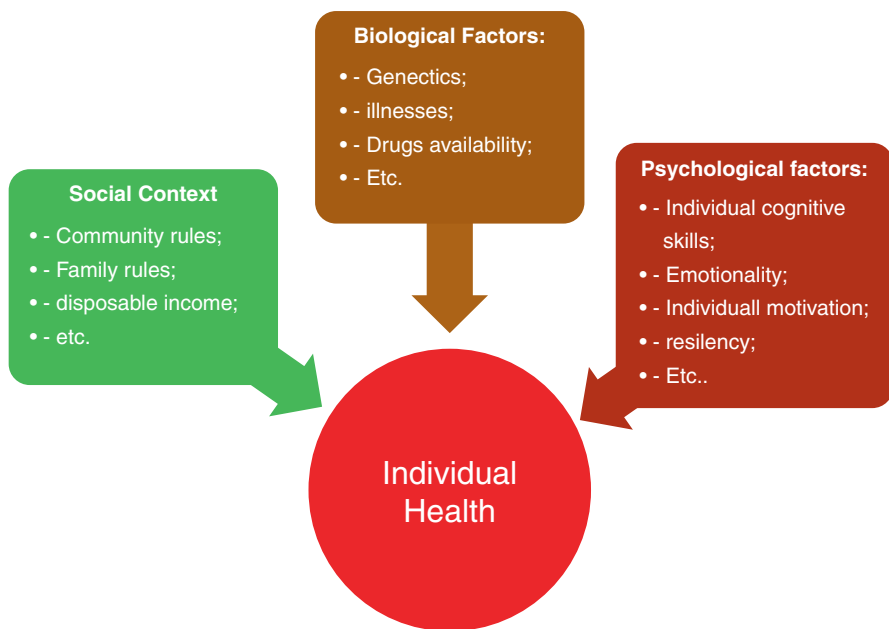 Biological Factors:
• - Genectics;
• - illnesses;
• - Drugs availability;
• - Etc.
Social Context
• - Community rules;
• - Family rules;
• - disposable income;
• - etc.
Psychological factors:
• - Individual cognitive
skills;
- Emotionality;
• - Individuall motivation;
• - resilency;
• - Etc..
Individual
Health